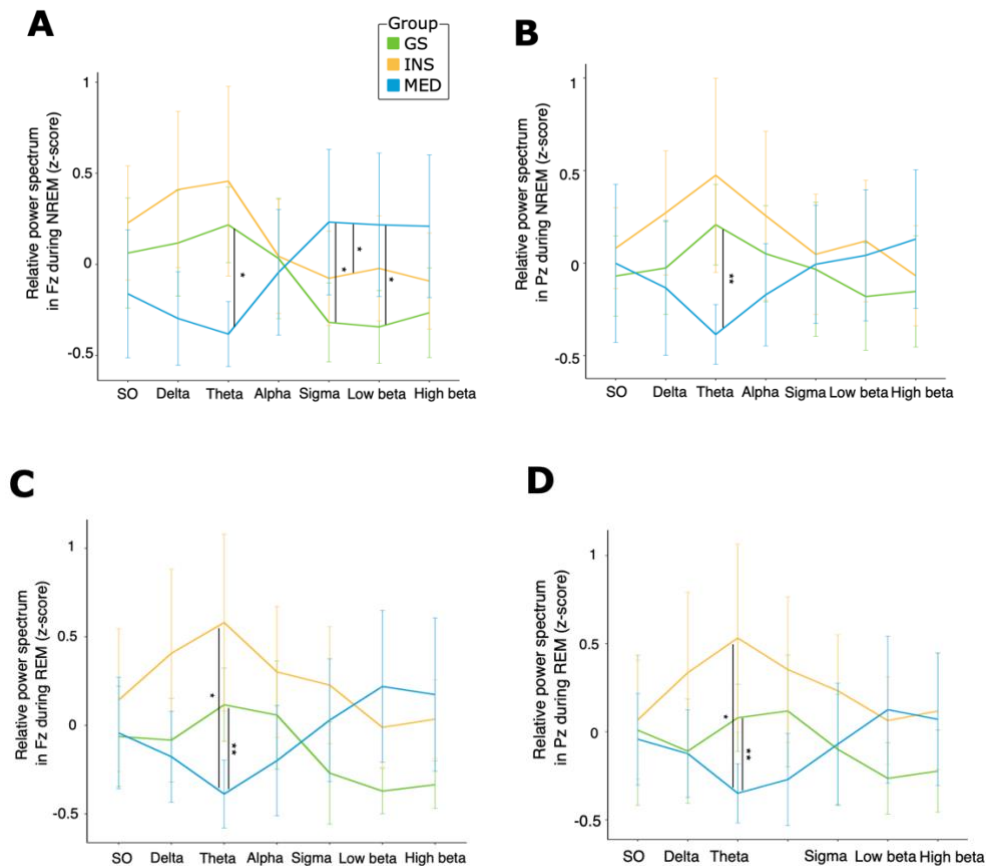 A
Group
GS
INS
MED
Relative power spectrum
in Fz during NREM (z-score)
1
0.5
0
-0.5
*
*
*
*
SO Delta Theta Alpha Sigma Low beta High beta
B
Relative power spectrum
in Pz during NREM (z-score)
1
0.5
0
-0.5
**
SO Delta Theta Alpha Sigma Low beta High beta
C
Relative power spectrum
in Fz during REM (z-score)
1
0.5
0
-0.5
*
**
SO Delta Theta Alpha Sigma Low beta High beta
D
Relative power spectrum
in Pz during REM (z-score)
1
0.5
0
-0.5
*
**
SO Delta Theta Sigma Low beta High beta